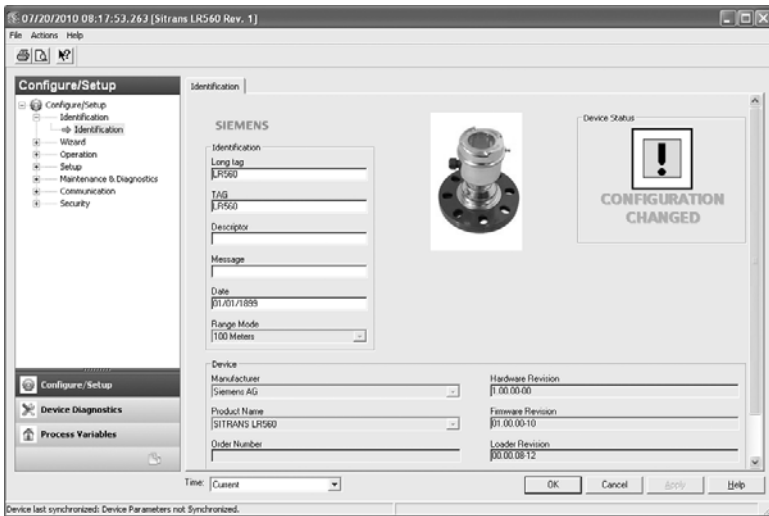 07/20/2010 08:17:53.263 [Sitrans LR560 Rev. 1]
File Actions Help
Configure/Setup
Configure/Setup
Identification
Identification
Wizard
Operation
Setup
Maintenance & Diagnostics
Communication
Security
Configure/Setup
Device Diagnostics
Process Variables
Identification
SIEMENS
Identification
Long tag
LR560
TAG
LR560
Descriptor
Message
Date
01/01/1899
Range Mode
100 Meters
Device Status
CONFIGURATION
CHANGED
Device
Manufacturer
Siemens AG
Product Name
SITRANS LR560
Order Number
Hardware Revision
1.00.00-00
Firmware Revision
01.00.00-10
Loader Revision
00.00.08-12
Time: Current
OK Cancel Apply Help
Device last synchronized: Device Parameters not Synchronized.